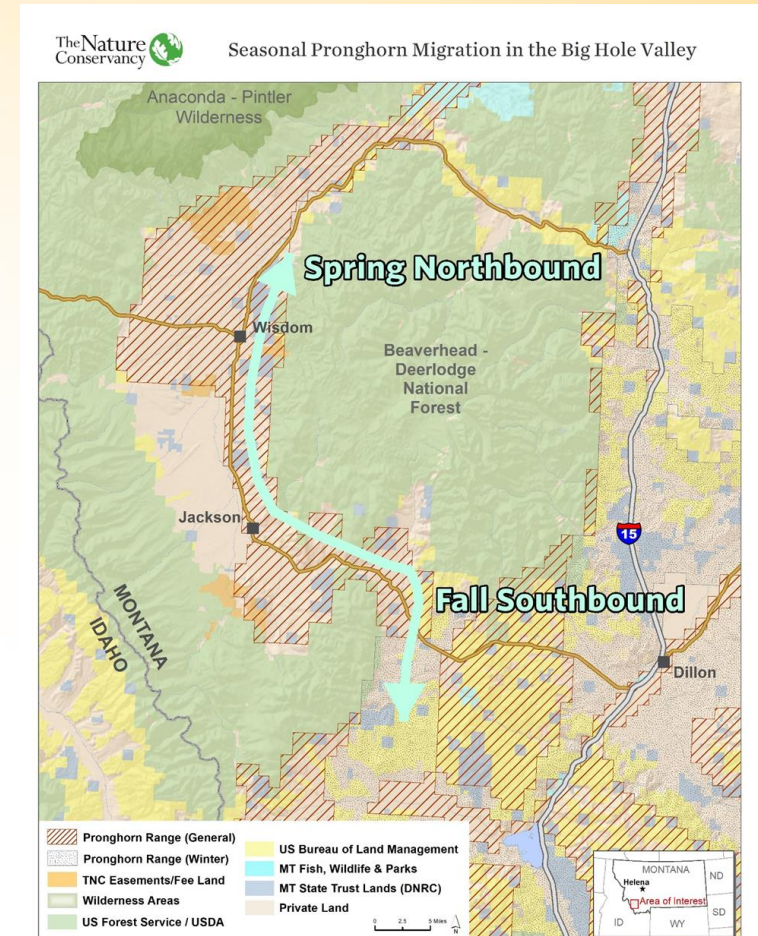 The Nature
Conservancy
Seasonal Pronghorn Migration in the Big Hole Valley
Anaconda - Pintler
Wilderness
Spring Northbound
Wisdom
Beaverhead -
Deerlodge
National
Forest
Jackson
15
MONTANA
IDAHO
Fall Southbound
Dillon
Pronghorn Range (General)
Pronghorn Range (Winter)
TNC Easements/Fee Land
Wilderness Areas
US Forest Service / USDA
US Bureau of Land Management
MT Fish, Wildlife & Parks
MT State Trust Lands (DNRC)
Private Land
0 2.5 5 Miles
N
MONTANA
ND
Helena
Area of Interest
SD
ID
WY